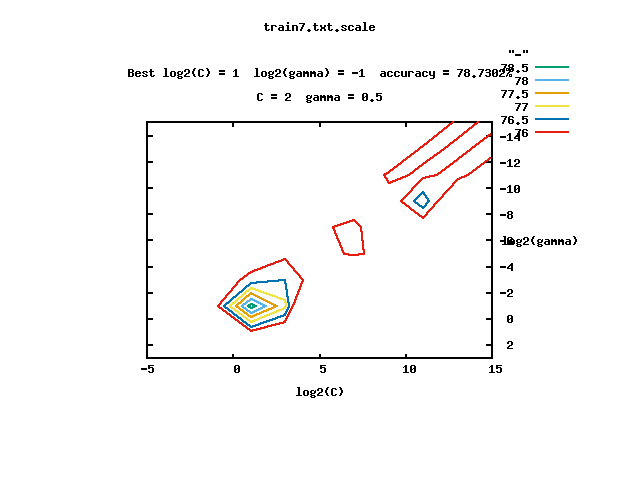 train7.txt.scale
"-"
Best log2(C) = 1  log2(gamma) = -1  accuracy = 78.7302%
C = 2  gamma = 0.5
78.5
78
77.5
77
76.5
76
-14
-12
-10
-8
-6
log2(gamma)
-4
-2
0
2
-5 0 5 10 15
log2(C)